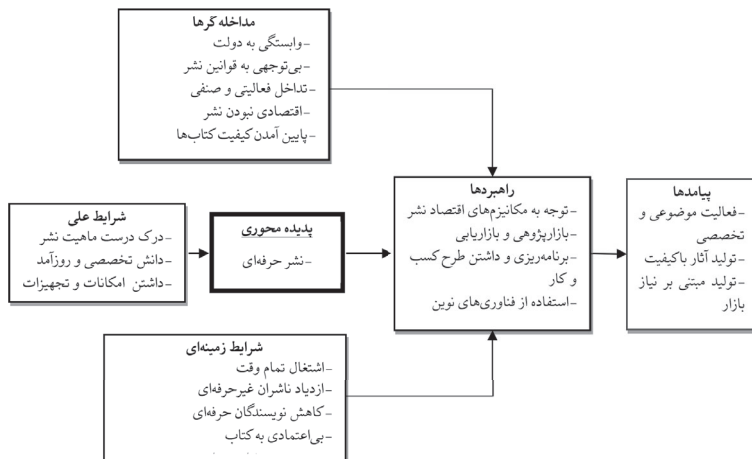 مداخله‌گرها
-وابستگی به دولت
-بی‌توجهی به قوانین نشر
-تداخل فعالیتی و صنفی
-اقتصادی نبودن نشر
-پایین آمدن کیفیت کتاب‌ها
شرایط علی
-درک درست ماهیت نشر
-دانش تخصصی و روزآمد
-داشتن امکانات و تجهیزات
پدیده محوری
-نشر حرفه‌ای
راهبردها
-توجه به مکانیزم‌های اقتصاد نشر
-بازارپژوهی و بازاریابی
-برنامه‌ریزی و داشتن طرح کسب
و کار
-استفاده از فناوری‌های نوین
پیامدها
-فعالیت موضوعی و
تخصصی
-تولید آثار باکیفیت
-تولید مبتنی بر نیاز
بازار
شرایط زمینه‌ای
-اشتغال تمام وقت
-ازدیاد ناشران غیرحرفه‌ای
-کاهش نویسندگان حرفه‌ای
-بی‌اعتمادی به کتاب